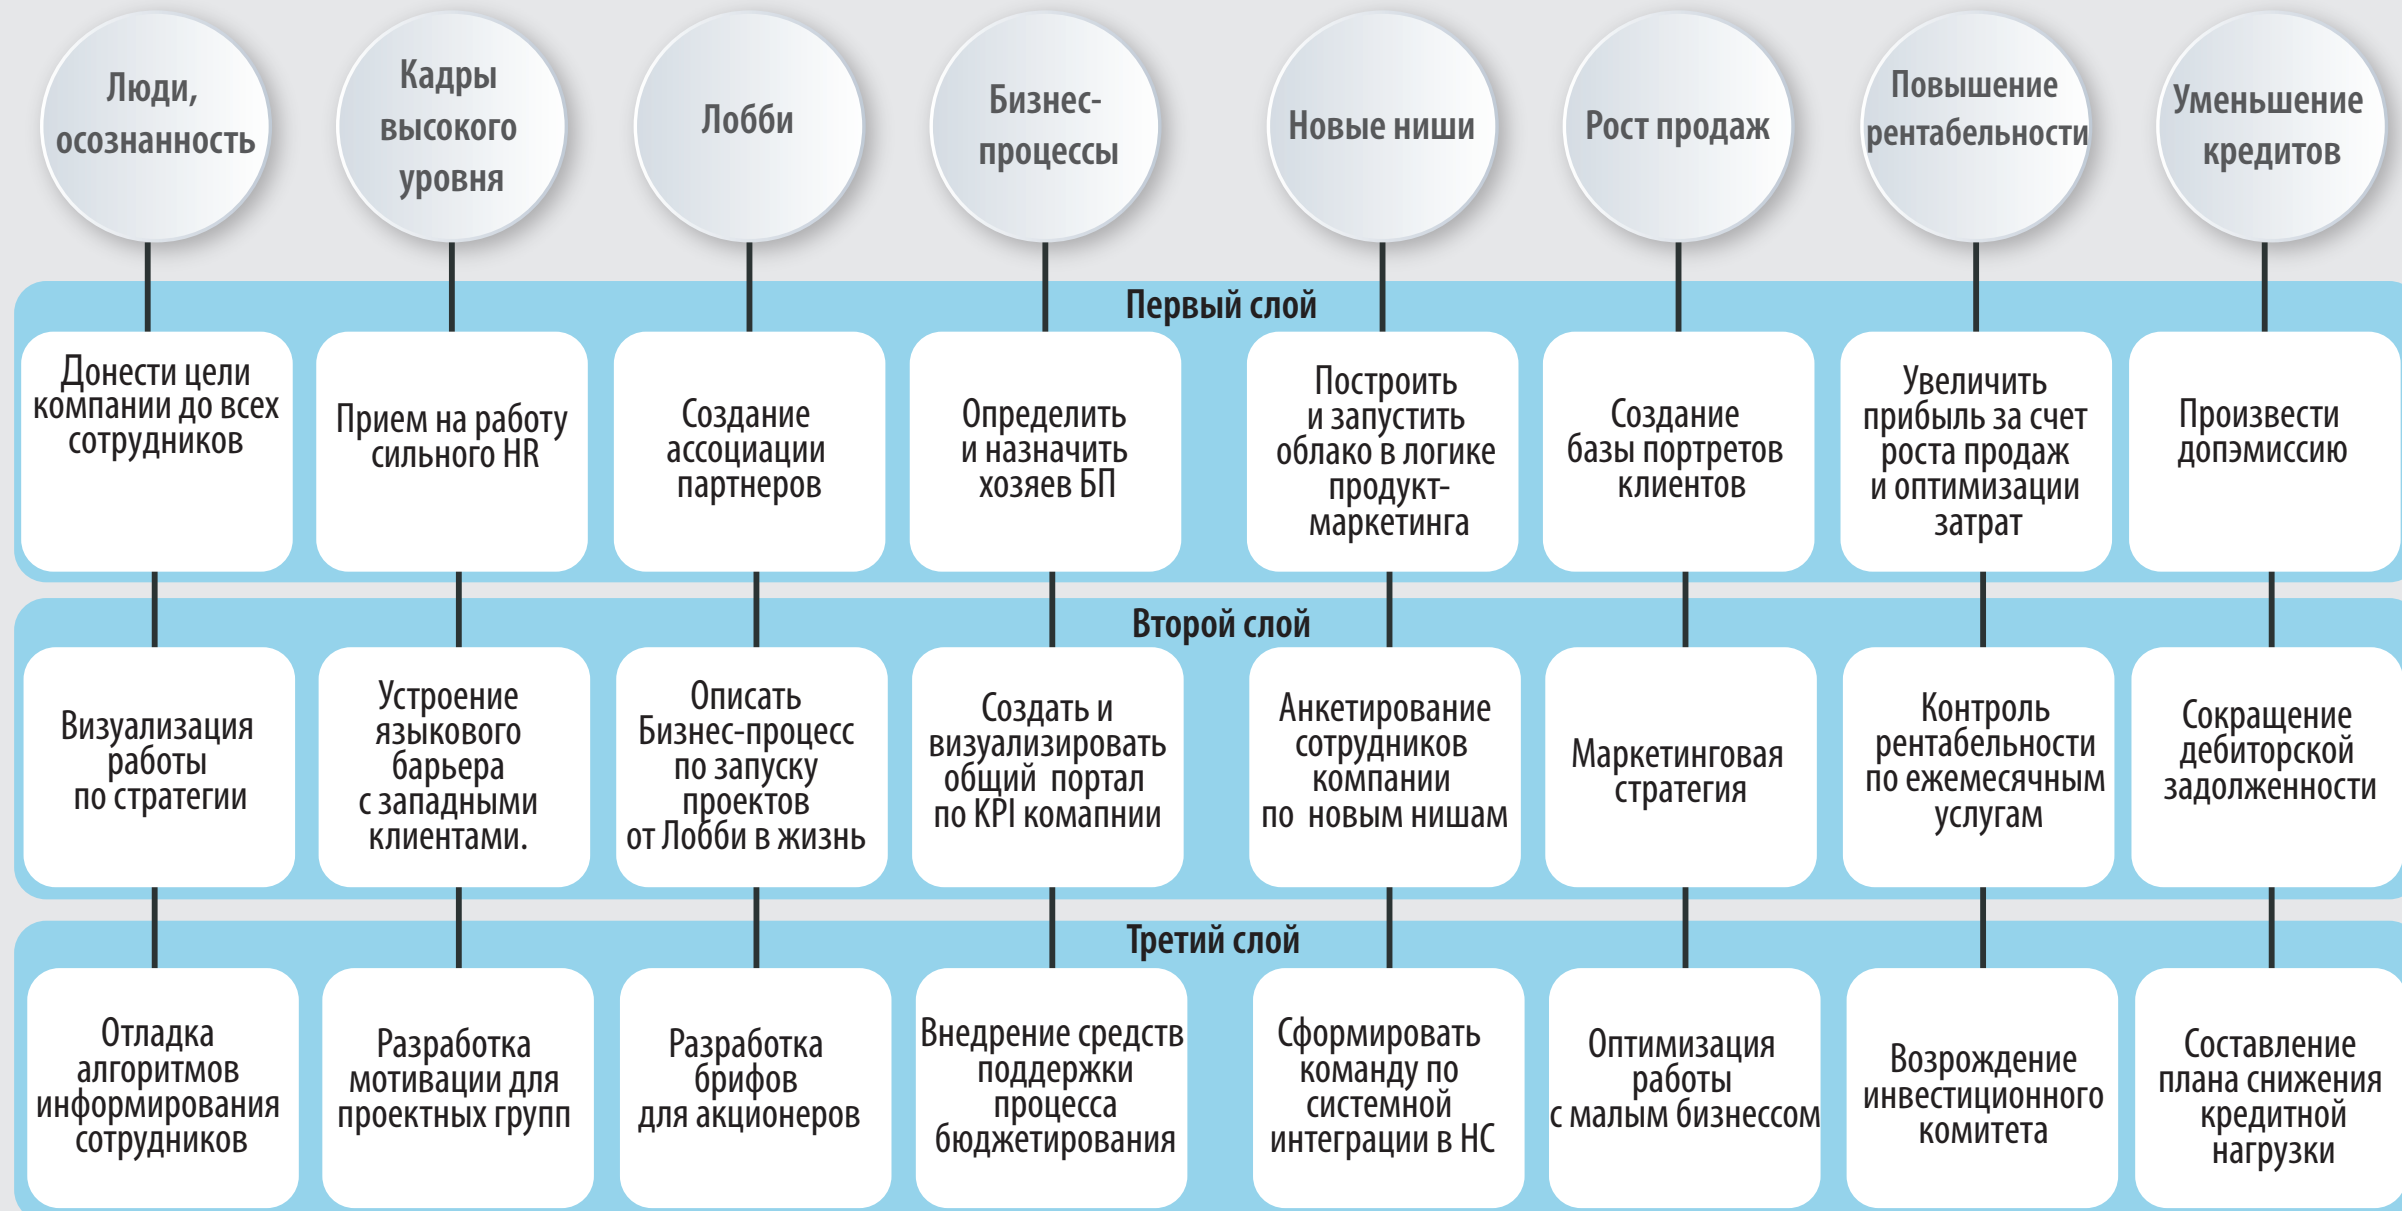 Люди,
осознанность
Кадры
высокого
уровня
Лобби
Бизнес-
процессы
Новые ниши
Рост продаж
Повышение
рентабельности
Уменьшение
кредитов
Первый слой
Донести цели
компании до всех
сотрудников
Прием на работу
сильного HR
Создание
ассоциации
партнеров
Определить
и назначить
хозяев БП
Построить
и запустить
облако в логике
продукт-
маркетинга
Создание
базы портретов
клиентов
Увеличить
прибыль за счет
роста продаж
и оптимизации
затрат
Произвести
допэмиссию
Второй слой
Визуализация
работы
по стратегии
Устроение
языкового
барьера
с западными
клиентами.
Описать
Бизнес-процесс
по запуску
проектов
от Лобби в жизнь
Создать и
визуализировать
общий портал
по KPI комапнии
Анкетирование
сотрудников
компании
по новым нишам
Маркетинговая
стратегия
Контроль
рентабельности
по ежемесячным
услугам
Сокращение
дебиторской
задолженности
Третий слой
Отладка
алгоритмов
информирования
сотрудников
Разработка
мотивации для
проектных групп
Разработка
брифов
для акционеров
Внедрение средств
поддержки
процесса
бюджетирования
Сформировать
команду по
системной
интеграции в НС
Оптимизация
работы
с малым бизнессом
Возрождение
инвестиционного
комитета
Составление
плана снижения
кредитной
нагрузки